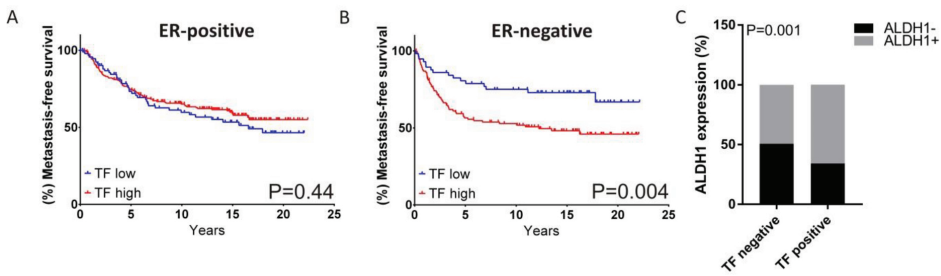 A
ER-positive
(%) Metastasis-free survival
100
50
TF low
TF high
P=0.44
0
5
10
15
20
25
Years
B
ER-negative
(%) Metastasis-free survival
100
50
TF low
TF high
P=0.004
0
5
10
15
20
25
Years
C
ALDH1 expression (%)
150
100
50
0
P=0.001
ALDH1-
ALDH1+
TF negative
TF positive